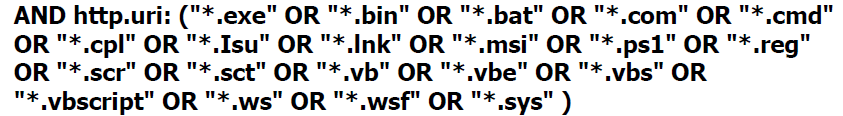 AND http.uri: ("*.exe" OR "*.bin" OR "*.bat" OR "*.com" OR "*.cmd"
OR "*.cpl" OR "*.Isu" OR "*.lnk" OR "*.msi" OR "*.ps1" OR "*.reg"
OR "*.scr" OR "*.sct" OR "*.vb" OR "*.vbe" OR "*.vbs" OR
"*.vbscript" OR "*.ws" OR "*.wsf" OR "*.sys" )